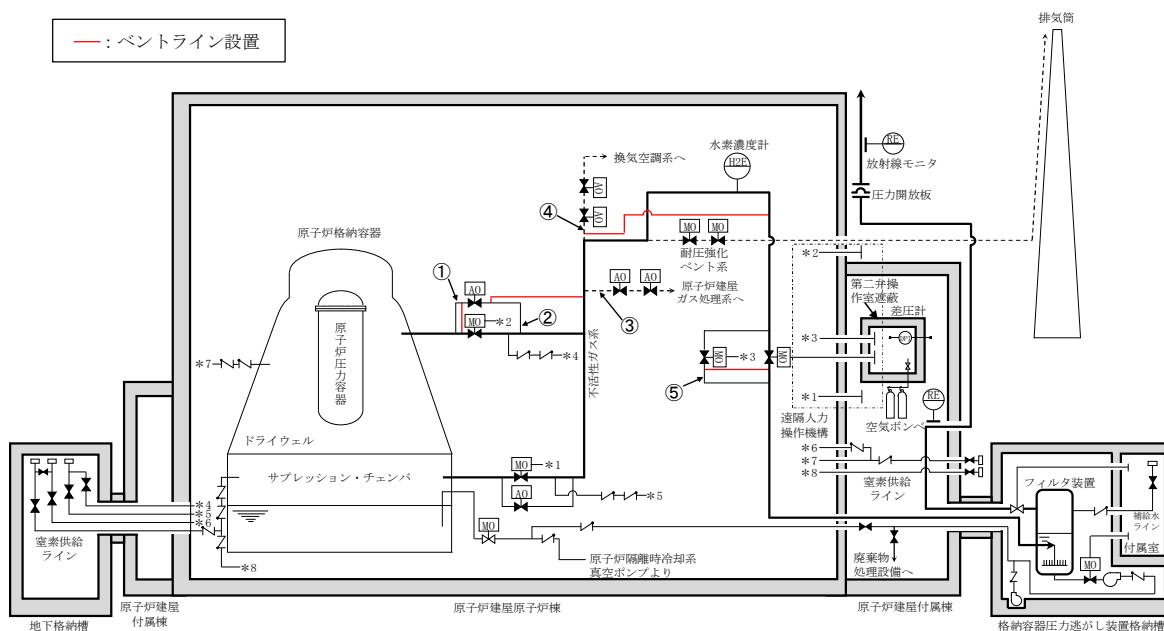 ：ベントライン設置
排気筒
水素濃度計
H2E
換気空調系へ
AO
AO
RE
放射線モニタ
圧力開放板
④
原子炉格納容器
MO
MO
耐圧強化
ベント系
＊2
①
AO
AO
AO
原子炉建屋
ガス処理系へ
第二弁操
作室遮蔽
差圧計
DPT
MO
＊2
②
③
原子炉圧力容器
＊4
不活性ガス系
MO
＊3
MO
＊3
＊7
⑤
＊1
RE
遠隔人力
操作機構
空気ボンベ
ドライウェル
＊6
＊7
＊8
窒素供給
ライン
サプレッション・チェンバ
MO
＊1
AO
＊5
フィルタ装置
補給水
ライン
付属室
MO
＊4
＊5
＊6
窒素供給
ライン
＊8
MO
原子炉隔離時冷却系
真空ポンプより
廃棄物
処理設備へ
地下格納槽
原子炉建屋
付属棟
原子炉建屋原子炉棟
原子炉建屋付属棟
格納容器圧力逃がし装置格納槽